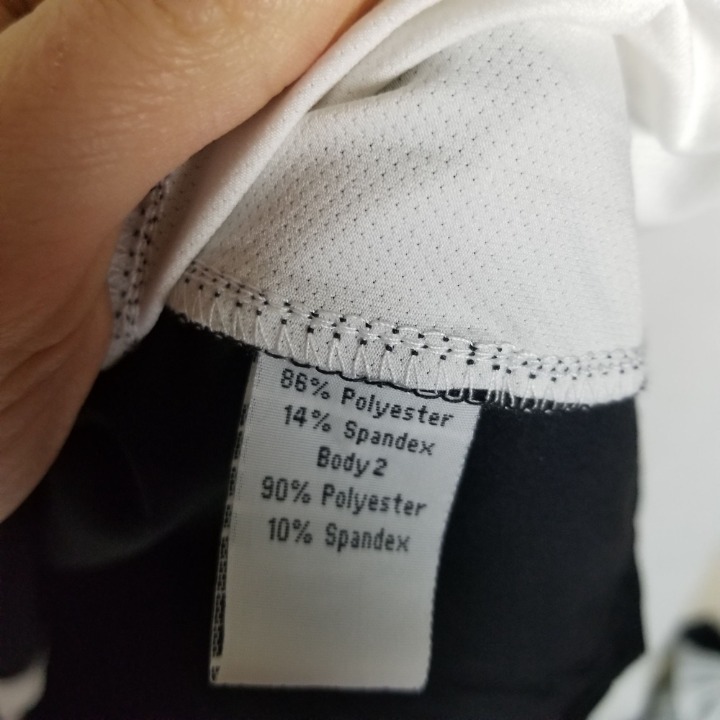 86% Polyester
14% Spandex
Body 2
90% Polyester
10% Spandex